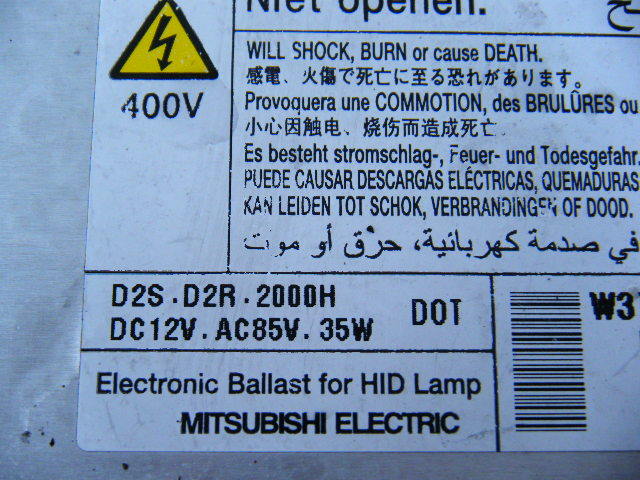 Niet openen.
400V
WILL SHOCK, BURN or cause DEATH.
感電、火傷で死亡に至る恐れがあります。
Provoquera une COMMOTION, des BRULÛRES ou
小心因触电、烧伤而造成死亡.
Es besteht stromschlag-, Feuer- und Todesgefahr.
PUEDE CAUSAR DESCARGAS ELÉCTRICAS, QUEMADURAS
KAN LEIDEN TOT SCHOK, VERBRANDINGEN OF DOOD.
في صدمة كهربائية، حرق أو موت
D2S.D2R.2000H
DC12V.AC85V.35W
DOT
W3
Electronic Ballast for HID Lamp
MITSUBISHI ELECTRIC